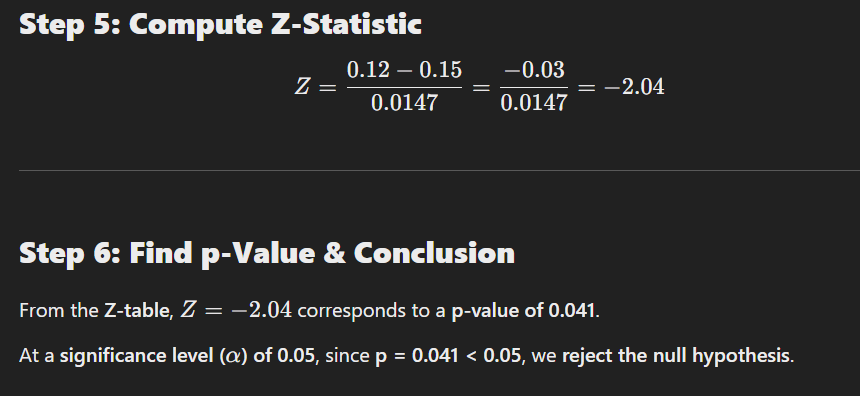 Step 5: Compute Z-Statistic
Z = \frac{0.12 − 0.15}{0.0147} = \frac{−0.03}{0.0147} = −2.04
Step 6: Find p-Value & Conclusion
From the Z-table, Z = −2.04 corresponds to a p-value of 0.041.
At a significance level (α) of 0.05, since p = 0.041 < 0.05, we reject the null hypothesis.